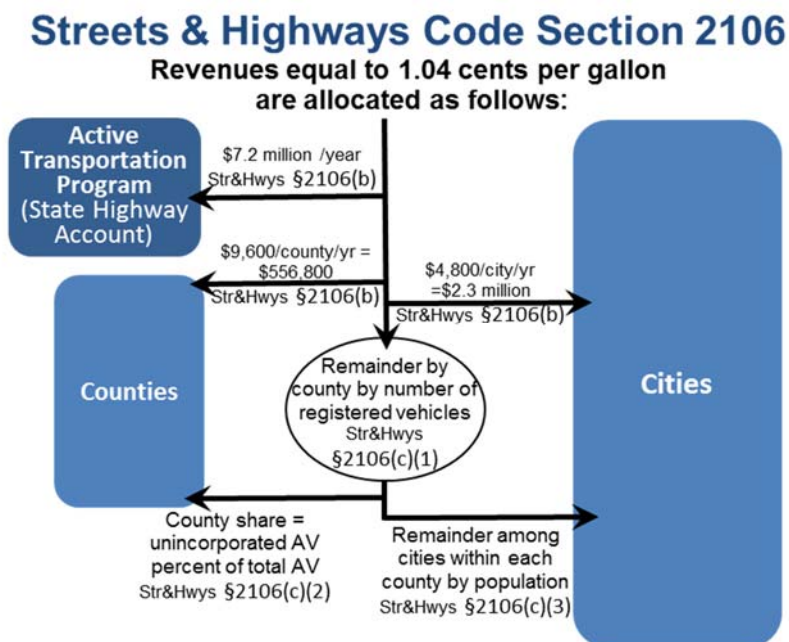 Streets & Highways Code Section 2106
Revenues equal to 1.04 cents per gallon
are allocated as follows:
Active
Transportation
Program
(State Highway
Account)
$7.2 million /year
Str&Hwys §2106(b)
$9,600/county/yr =
$556,800
Str&Hwys §2106(b)
$4,800/city/yr
=$2.3 million
Str&Hwys §2106(b)
Counties
Remainder by
county by number of
registered vehicles
Str&Hwys
§2106(c)(1)
Cities
County share =
unincorporated AV
percent of total AV
Str&Hwys §2106(c)(2)
Remainder among
cities within each
county by population
Str&Hwys §2106(c)(3)